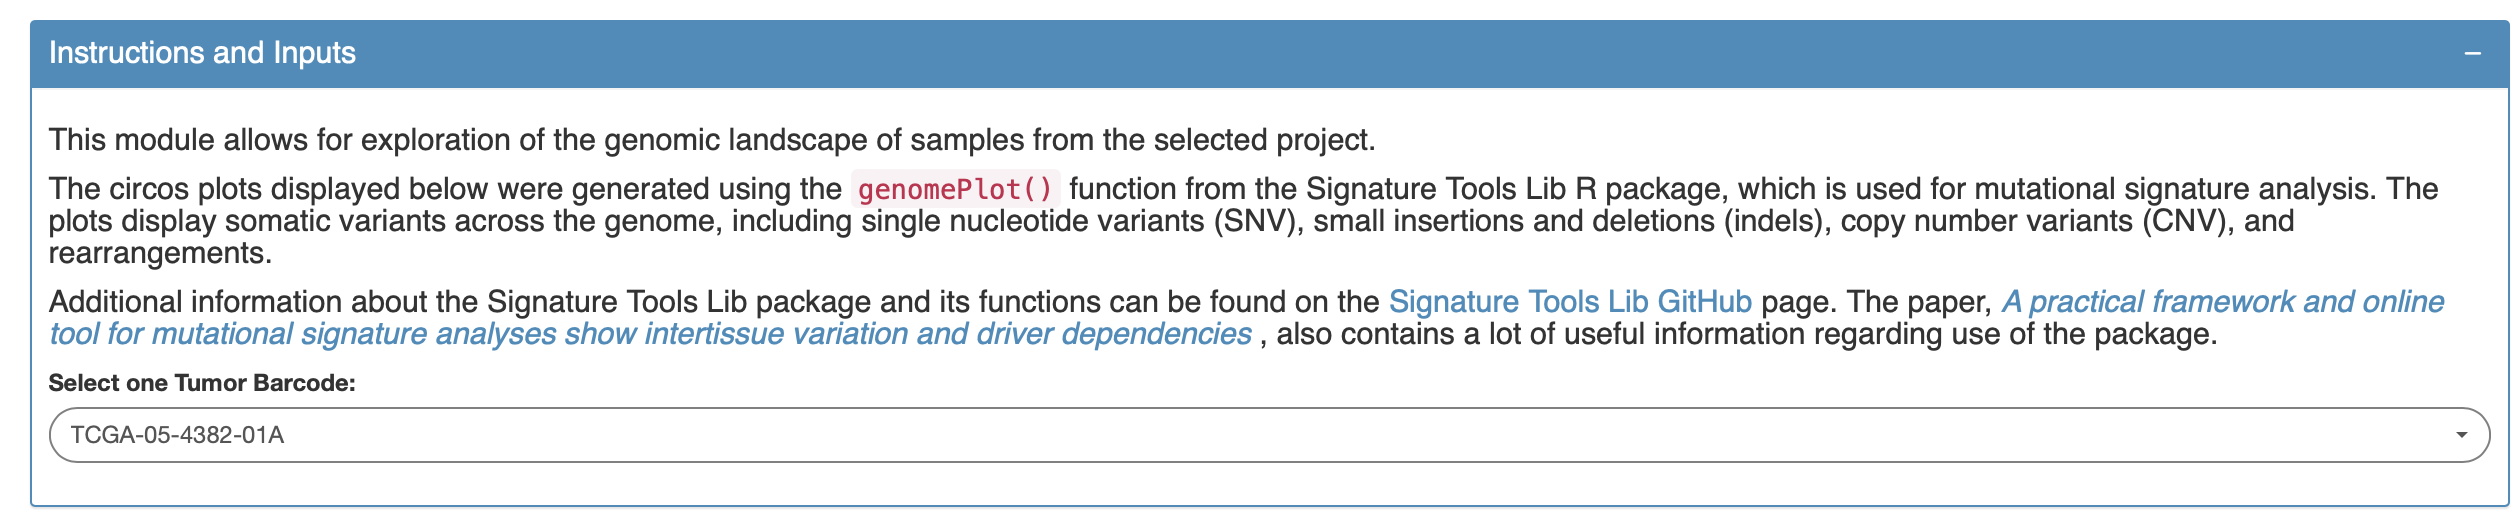 Instructions and Inputs
This module allows for exploration of the genomic landscape of samples from the selected project.
The circos plots displayed below were generated using the genomePlot() function from the Signature Tools Lib R package, which is used for mutational signature analysis. The
plots display somatic variants across the genome, including single nucleotide variants (SNV), small insertions and deletions (indels), copy number variants (CNV), and
rearrangements.
Additional information about the Signature Tools Lib package and its functions can be found on the Signature Tools Lib GitHub page. The paper, A practical framework and online
tool for mutational signature analyses show intertissue variation and driver dependencies , also contains a lot of useful information regarding use of the package.
Select one Tumor Barcode:
TCGA-05-4382-01A